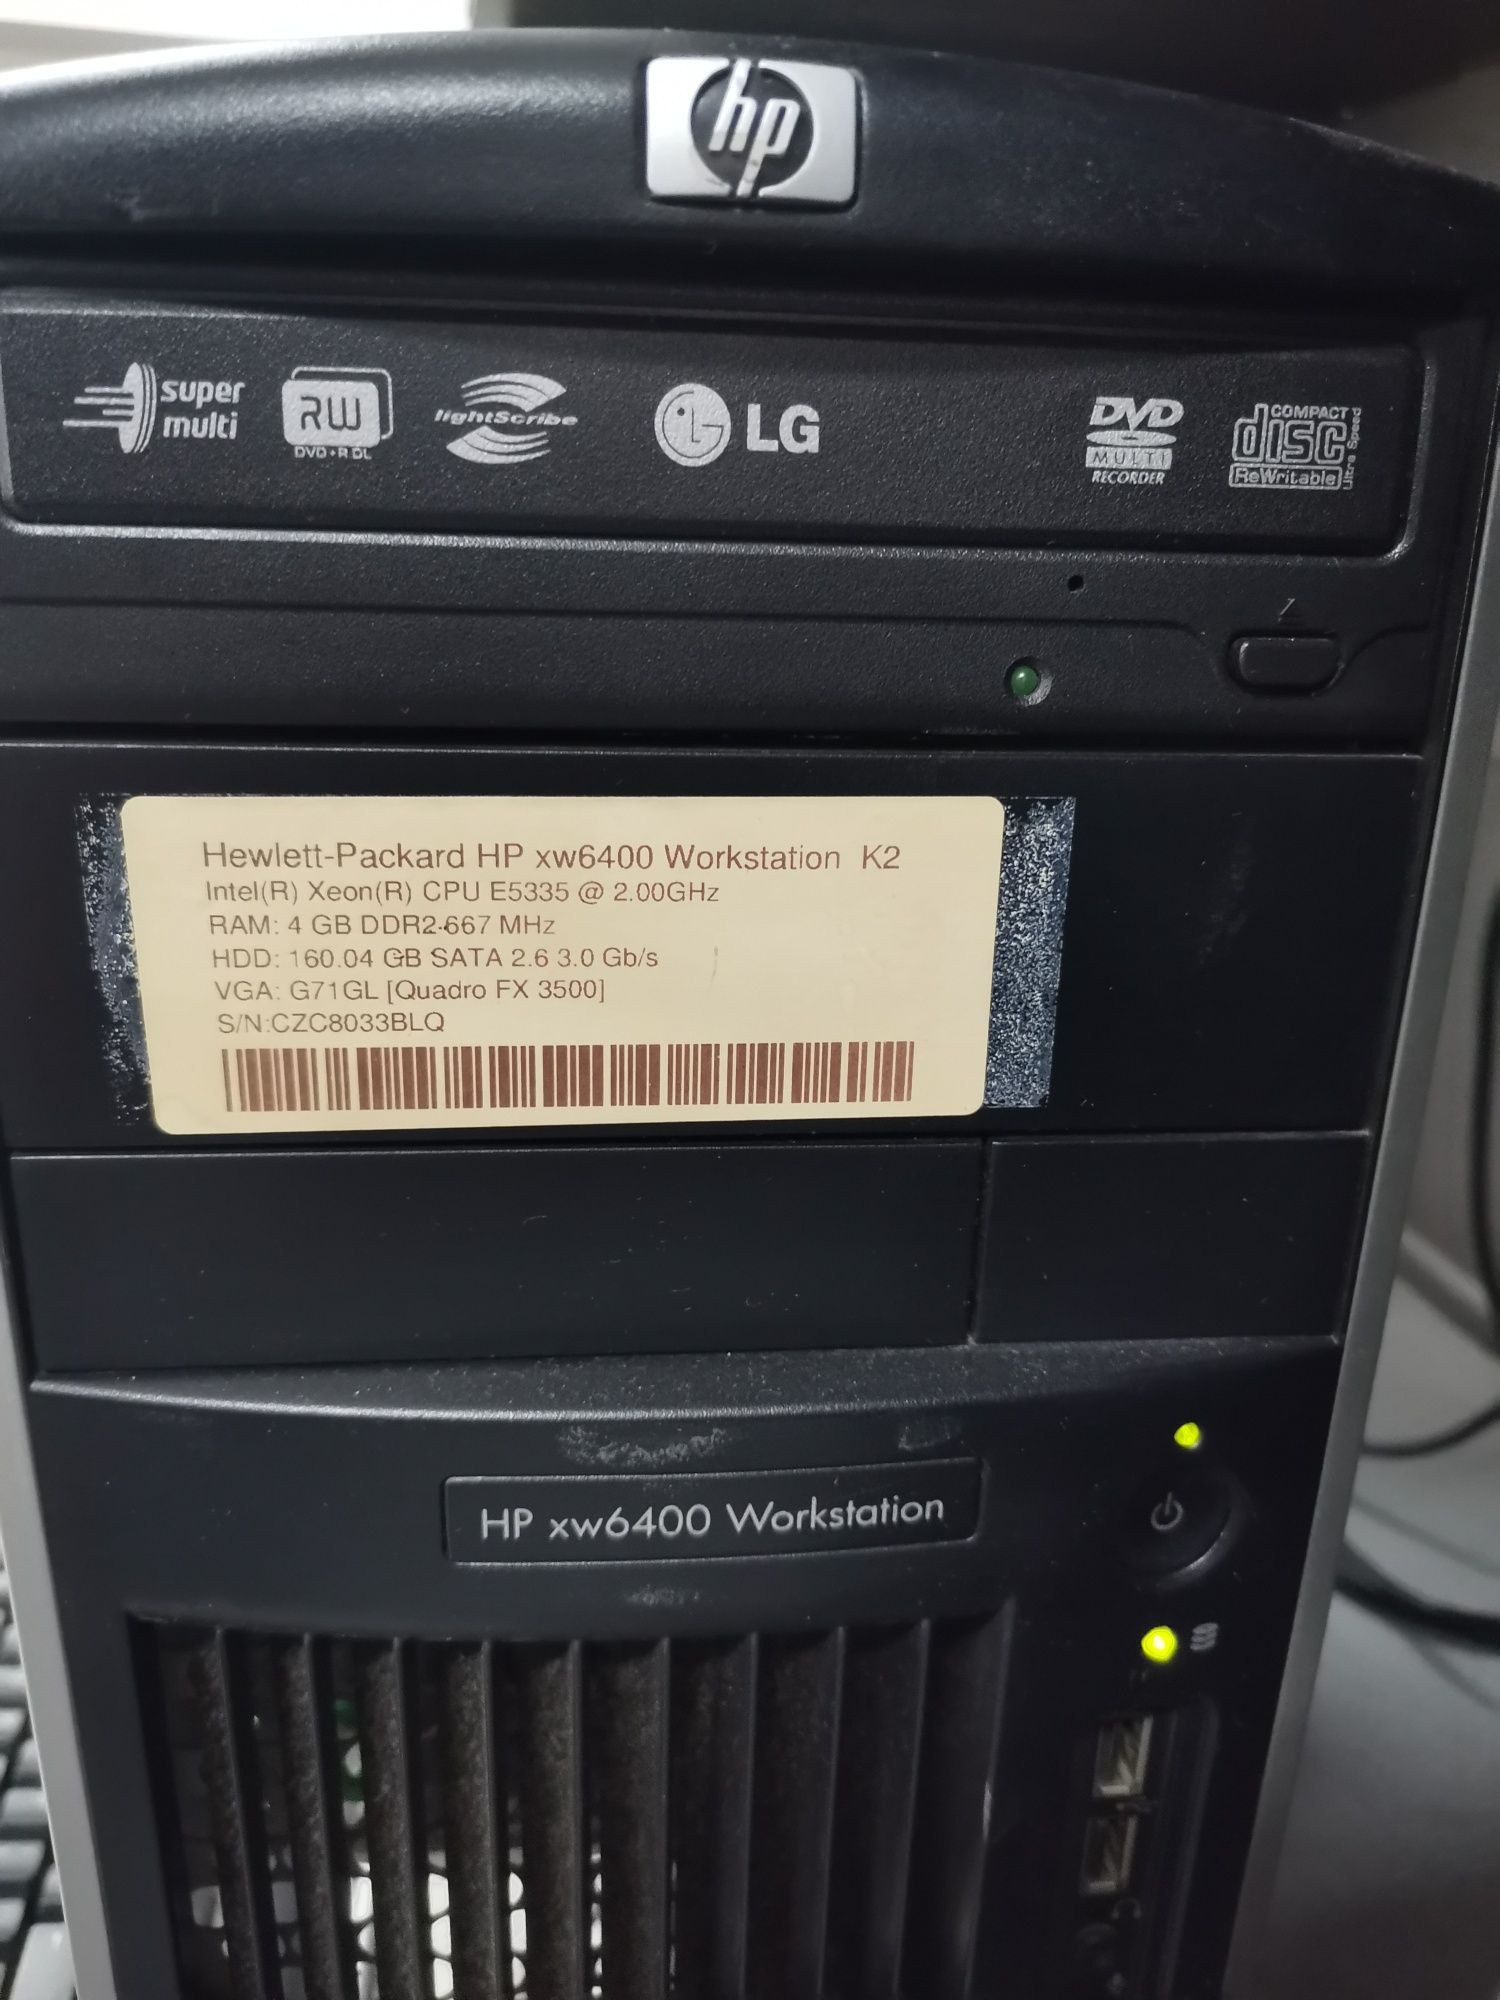 hp
super
multi
RW
DVD+R DL
lightScribe
LG
DVD
MULTI
RECORDER
COMPACT
disc
ReWritable
Ultra Speed
Hewlett-Packard HP xw6400 Workstation K2
Intel(R) Xeon(R) CPU E5335 @ 2.00GHz
RAM: 4 GB DDR2-667 MHz
HDD: 160.04 GB SATA 2.6 3.0 Gb/s
VGA: G71GL [Quadro FX 3500]
S/N:CZC8033BLQ
HP xw6400 Workstation